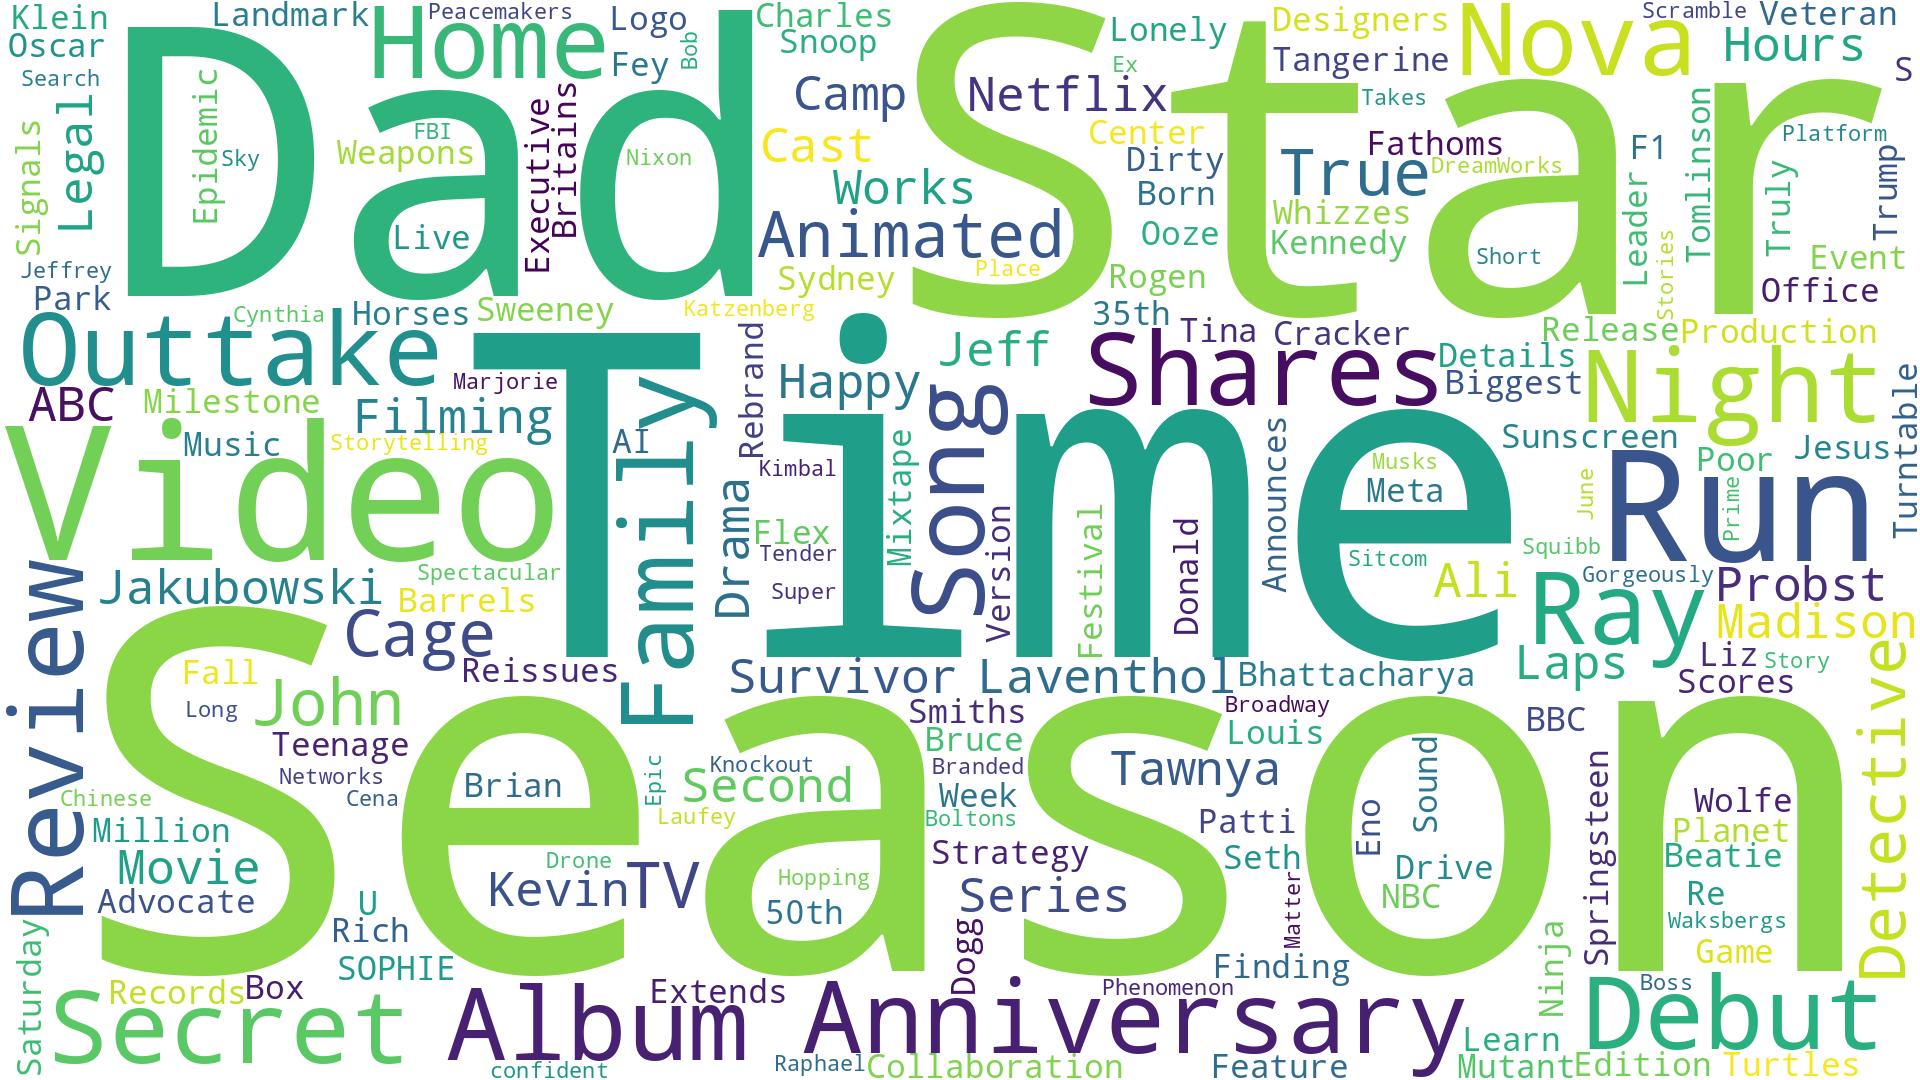 Klein
Landmark
Peacemakers
Logo
Charles
Lonely
Designers
Nova
Scramble
Veteran
Oscar
Home
Fey
Bob
Snoop
Ex
Tangerine
Hours
S
Search
Dad
Star
Camp
Netflix
Takes
Signals
Legal
Epidemic
Sky
FBI
Weapons
Executive
Brittains
Nixon
Cast
Center
Dirty
Fathoms
DreamWorks
F1
Platform
True
Works
Born
Whizzes
Leader
Tomlinson
Truly
Trump
Live
Animated
Ooze
Kennedy
Short
Stories
Event
Jeffrey
Sydney
Place
Rogen
Office
Park
Cynthia
Horses
Sweeney
Katzenberg
35th
Tina
Cracker
Release
Production
Outtake
Time
Rebrand
Jeff
Shares
Details
Night
ABC
Marjorie
Happy
Biggest
Turntable
Milestone
Filming
Family
Song
Music
Storytelling
AI
Announces
Sunscreen
Jesus
Video
Kimbal
Mixtape
Musks
Meta
Poor
Run
June
Prime
Drama
Flex
Version
Festival
Donald
Tender
Sitcom
Squibb
Review
Jakubowski
Spectacular
Super
Ali
Gorgeously
Probst
Barrels
Ray
Madison
Cage
Reissues
Survivor
Laventhol
Bhattacharya
Laps
Liz
Story
Scores
Fall
Season
Detective
Long
John
Smiths
Broadway
BBC
Teenage
Bruce
Louis
Networks
Epic
Knockout
Branded
Tawnya
Sound
Springsteen
Chinese
Cena
Brian
Second
Week
Wolfe
Million
Laufey
Boltons
Patti
Eno
Planet
Movie
Drone
Strategy
Seth
Drive
Beatie
Advocate
Kevin
TV
Hopping
Series
NBC
Re
U
50th
Matter
Waksbergs
Rich
Dogg
Game
Saturday
SOPHIE
Finding
Ninja
Records
Box
Extends
Phenomenon
Boss
Secret
Album
Anniversary
Debut
Learn
confident
Raphael
Collaboration
Feature
Mutant
Edition
Turtles